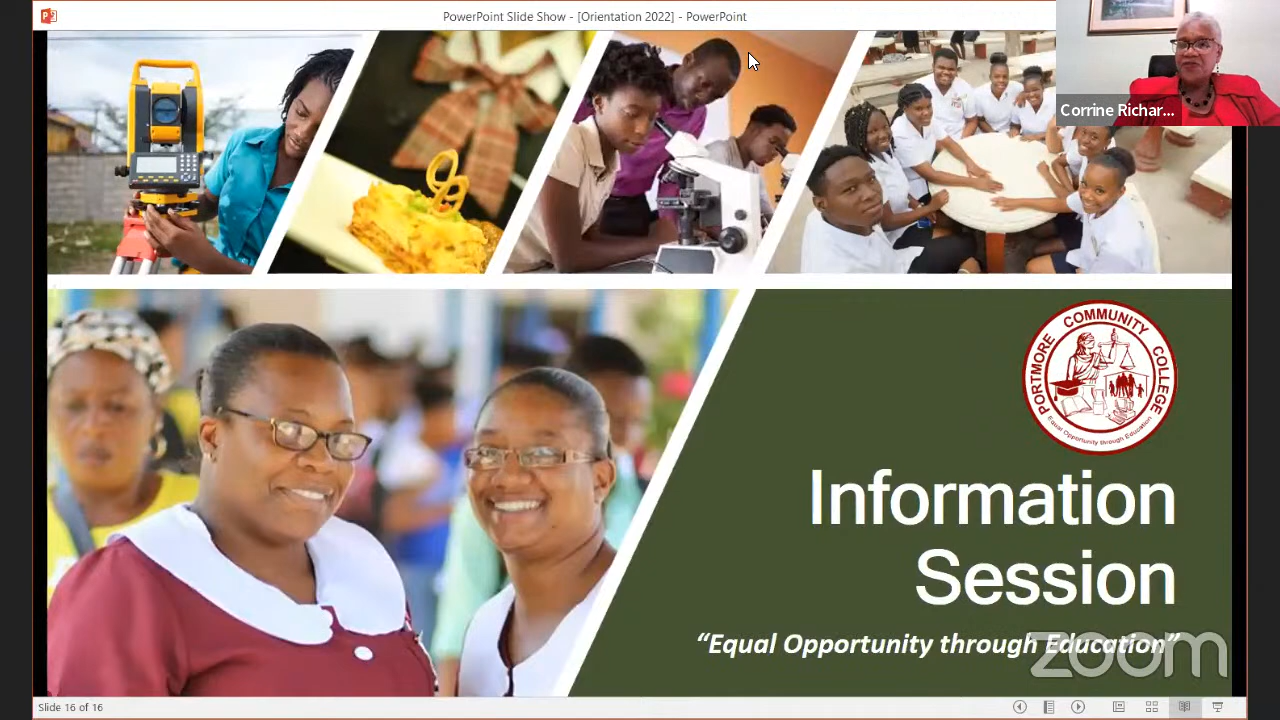 PowerPoint Slide Show - [Orientation 2022] - PowerPoint
Corrine Richar...
PORTMORE COMMUNITY COLLEGE
Equal Opportunity through Education
Information
Session
“Equal Opportunity through Education”
zoom
Slide 16 of 16